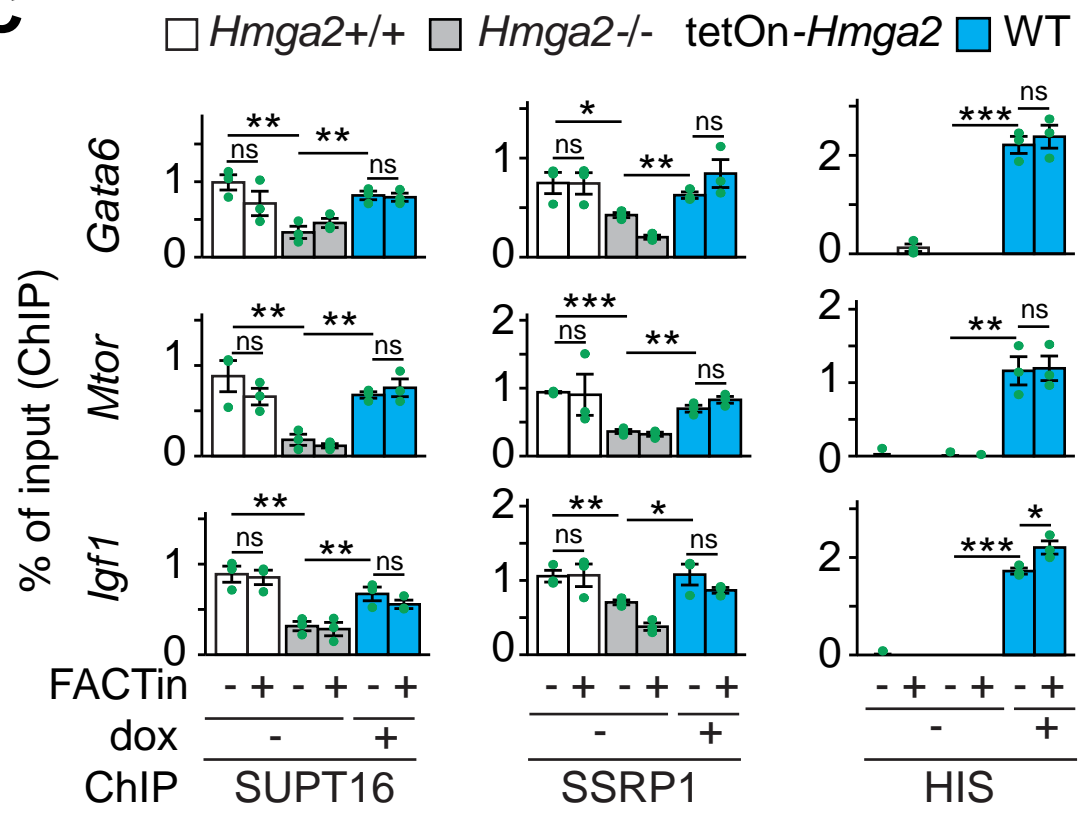 Hmga2+/+ Hmga2-/- tetOn-Hmga2 WT
% of input (ChIP)
Gata6
1
0
** ** ns ns
1
0
* ** ns ns
2
0
*** ns
Mtor
1
0
** ** ns ns
2
1
0
*** ** ns ns
2
1
0
** ns
Igf1
1
0
** ** ns ns
2
1
0
** * ns ns
2
0
*** *
FACTin - + - + - + - + - + - + - + - + - +
dox - + - + - +
ChIP SUPT16 SSRP1 HIS